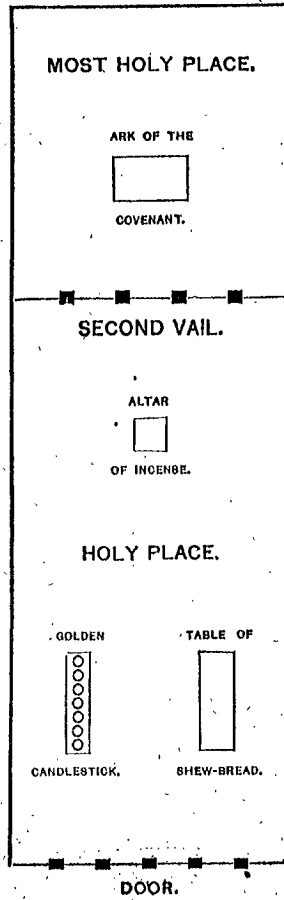 MOST HOLY PLACE.
ARK OF THE
COVENANT.
SECOND VAIL.
ALTAR
OF INCENSE.
HOLY PLACE.
GOLDEN
CANDLESTICK.
TABLE OF
SHEW-BREAD.
DOOR.